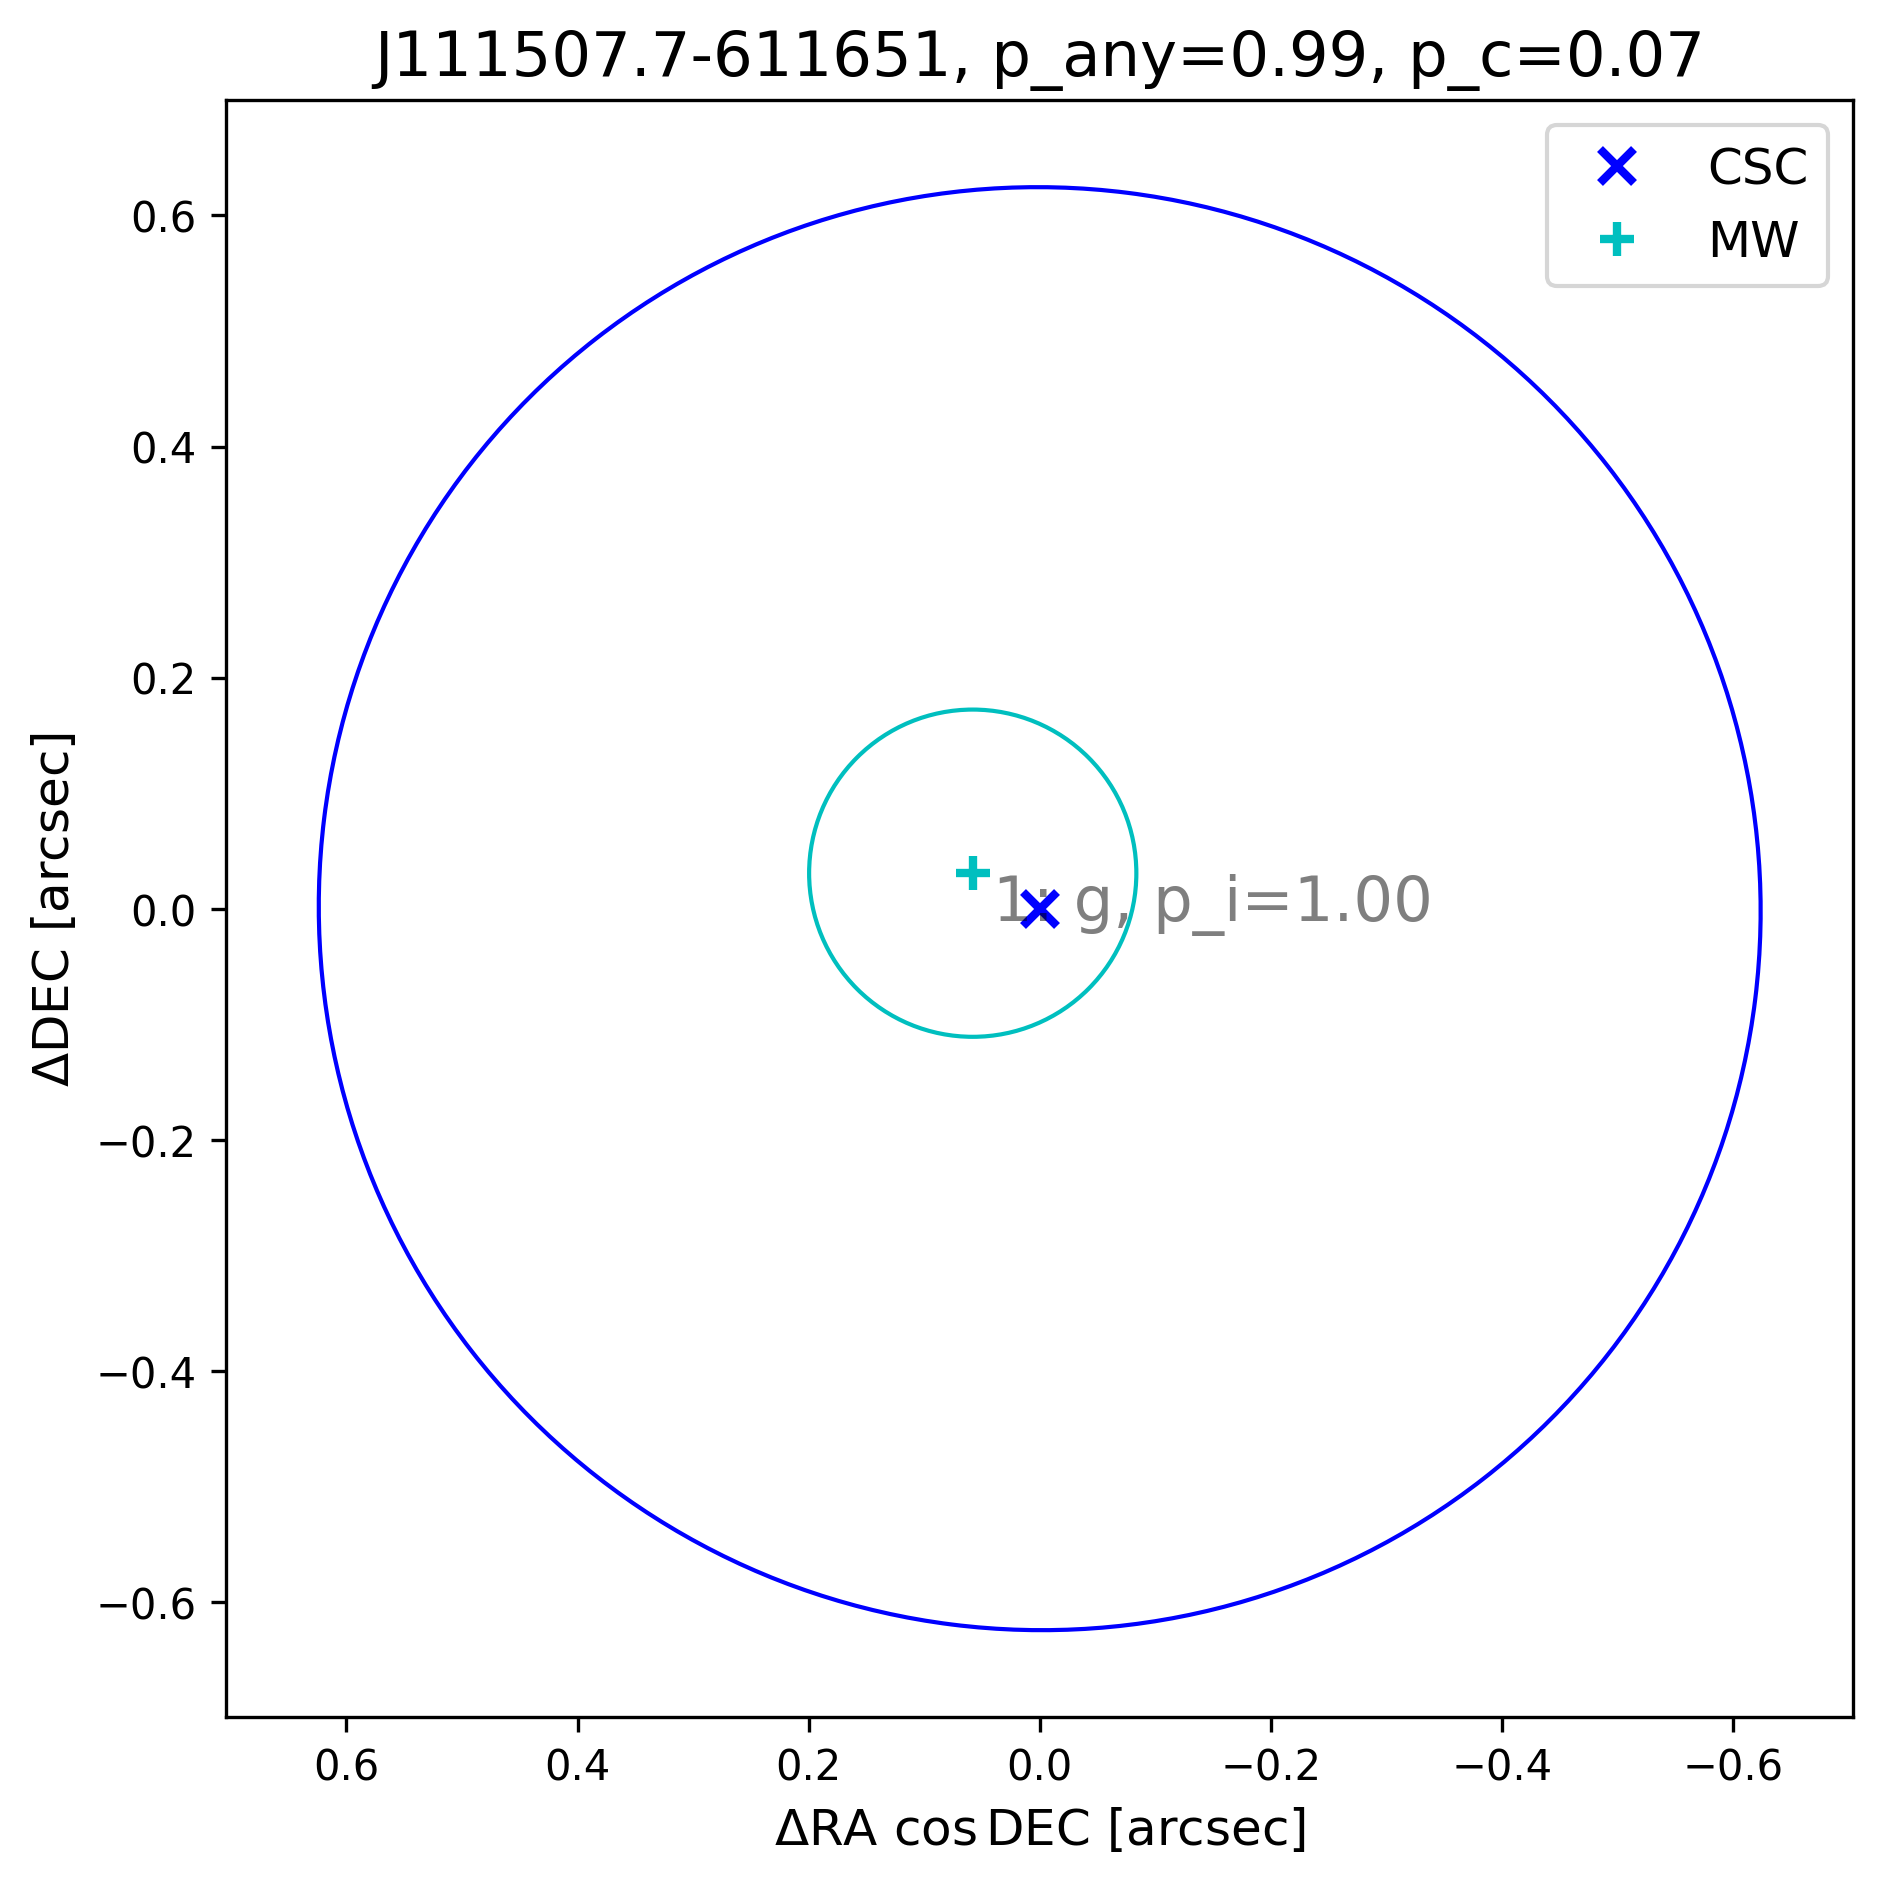 J111507.7-611651, p_any=0.99, p_c=0.07
CSC
MW
0.6
0.4
0.2
0.0
−0.2
−0.4
−0.6
ΔDEC [arcsec]
1: g, p_i=1.00
0.6 0.4 0.2 0.0 −0.2 −0.4 −0.6
ΔRA cos DEC [arcsec]